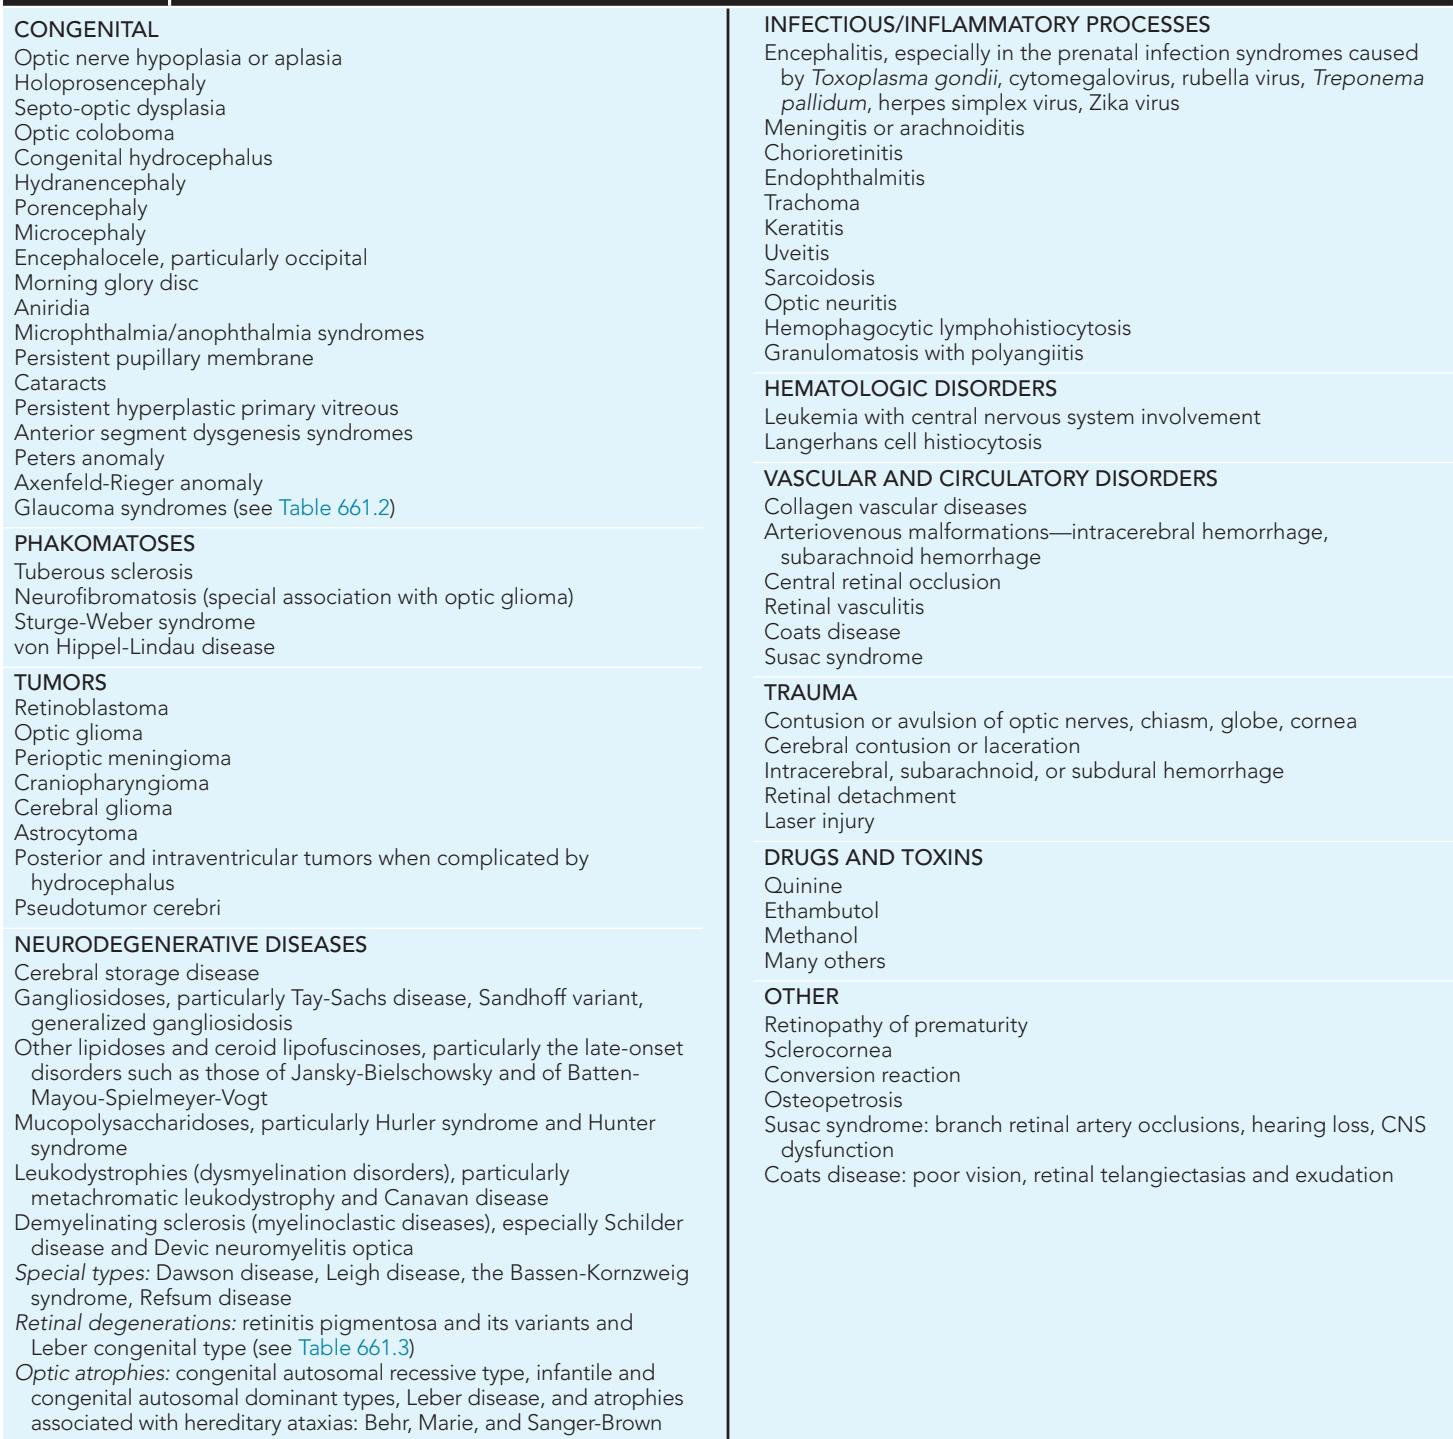 CONGENITAL
Optic nerve hypoplasia or aplasia
Holoprosencephaly
Septo-optic dysplasia
Optic coloboma
Congenital hydrocephalus
Hydranencephaly
Porencephaly
Microcephaly
Encephalocele, particularly occipital
Morning glory disc
Aniridia
Microphthalmia/anophthalmia syndromes
Persistent pupillary membrane
Cataracts
Persistent hyperplastic primary vitreous
Anterior segment dysgenesis syndromes
Peters anomaly
Axenfeld-Rieger anomaly
Glaucoma syndromes (see Table 661.2)
PHAKOMATOSES
Tuberous sclerosis
Neurofibromatosis (special association with optic glioma)
Sturge-Weber syndrome
von Hippel-Lindau disease
TUMORS
Retinoblastoma
Optic glioma
Perioptic meningioma
Craniopharyngioma
Cerebral glioma
Astrocytoma
Posterior and intraventricular tumors when complicated by
hydrocephalus
Pseudotumor cerebri
NEURODEGENERATIVE DISEASES
Cerebral storage disease
Gangliosidoses, particularly Tay-Sachs disease, Sandhoff variant,
generalized gangliosidosis
Other lipidoses and ceroid lipofuscinoses, particularly the late-onset
disorders such as those of Jansky-Bielschowsky and of Batten-
Mayou-Spielmeyer-Vogt
Mucopolysaccharidoses, particularly Hurler syndrome and Hunter
syndrome
Leukodystrophies (dysmyelination disorders), particularly
metachromatic leukodystrophy and Canavan disease
Demyelinating sclerosis (myelinoclastic diseases), especially Schilder
disease and Devic neuromyelitis optica
Special types: Dawson disease, Leigh disease, the Bassen-Kornzweig
syndrome, Refsum disease
Retinal degenerations: retinitis pigmentosa and its variants and
Leber congenital type (see Table 661.3)
Optic atrophies: congenital autosomal recessive type, infantile and
congenital autosomal dominant types, Leber disease, and atrophies
associated with hereditary ataxias: Behr, Marie, and Sanger-Brown
INFECTIOUS/INFLAMMATORY PROCESSES
Encephalitis, especially in the prenatal infection syndromes caused
by Toxoplasma gondii, cytomegalovirus, rubella virus, Treponema
pallidum, herpes simplex virus, Zika virus
Meningitis or arachnoiditis
Chorioretinitis
Endophthalmitis
Trachoma
Keratitis
Uveitis
Sarcoidosis
Optic neuritis
Hemophagocytic lymphohistiocytosis
Granulomatosis with polyangiitis
HEMATOLOGIC DISORDERS
Leukemia with central nervous system involvement
Langerhans cell histiocytosis
VASCULAR AND CIRCULATORY DISORDERS
Collagen vascular diseases
Arteriovenous malformations—intracerebral hemorrhage,
subarachnoid hemorrhage
Central retinal occlusion
Retinal vasculitis
Coats disease
Susac syndrome
TRAUMA
Contusion or avulsion of optic nerves, chiasm, globe, cornea
Cerebral contusion or laceration
Intracerebral, subarachnoid, or subdural hemorrhage
Retinal detachment
Laser injury
DRUGS AND TOXINS
Quinine
Ethambutol
Methanol
Many others
OTHER
Retinopathy of prematurity
Sclerocornea
Conversion reaction
Osteopetrosis
Susac syndrome: branch retinal artery occlusions, hearing loss, CNS
dysfunction
Coats disease: poor vision, retinal telangiectasias and exudation